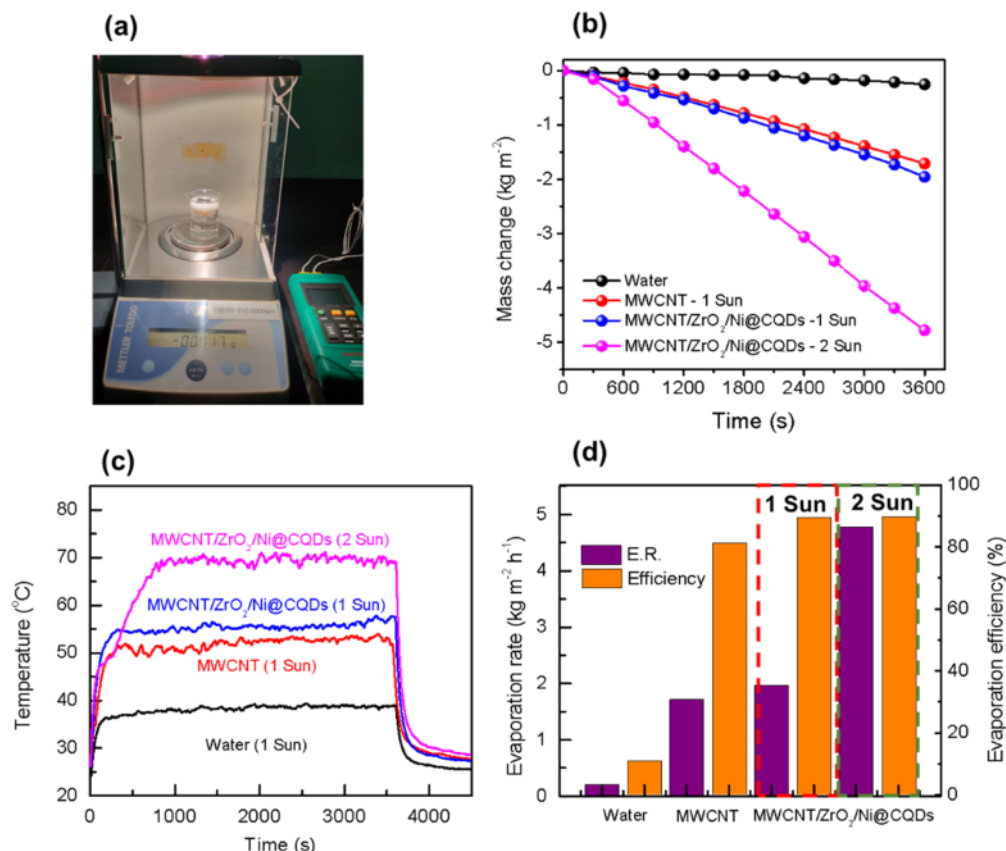 (a)
METTLER TOLEDO
-0.0017 g
(b)
Mass change (kg m⁻²)
0
-1
-2
-3
-4
-5
Water
MWCNT - 1 Sun
MWCNT/ZrO₂/Ni@CQDs -1 Sun
MWCNT/ZrO₂/Ni@CQDs - 2 Sun
0 600 1200 1800 2400 3000 3600
Time (s)
(c)
Temperature (°C)
80
70
60
50
40
30
20
MWCNT/ZrO₂/Ni@CQDs (2 Sun)
MWCNT/ZrO₂/Ni@CQDs (1 Sun)
MWCNT (1 Sun)
Water (1 Sun)
0 1000 2000 3000 4000
Time (s)
(d)
Evaporation rate (kg m⁻² h⁻¹)
5
4
3
2
1
0
E.R.
Efficiency
1 Sun
2 Sun
100
80
60
40
20
0
Evaporation efficiency (%)
Water MWCNT MWCNT/ZrO₂/Ni@CQDs